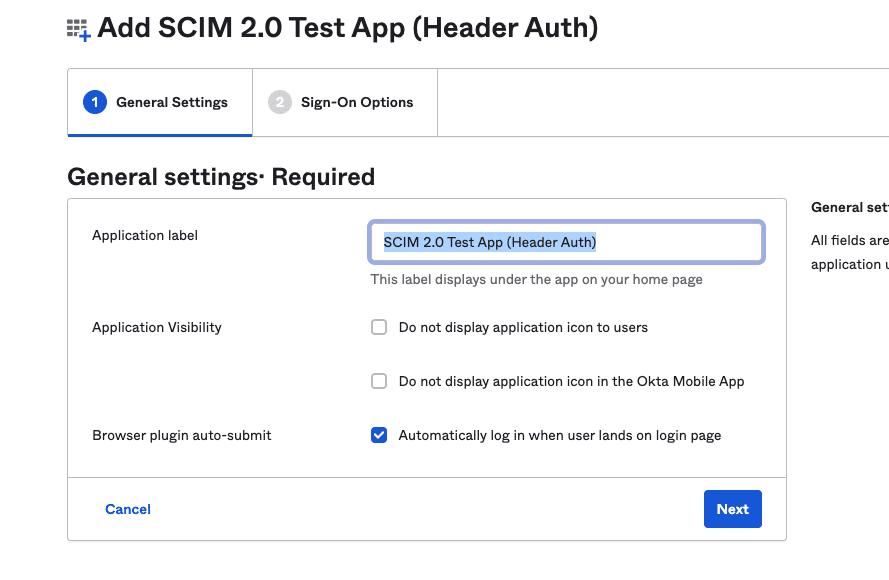 Add SCIM 2.0 Test App (Header Auth)
1 General Settings
2 Sign-On Options
General settings· Required
General set
Application label
SCIM 2.0 Test App (Header Auth)
This label displays under the app on your home page
All fields are
application u
Application Visibility
Do not display application icon to users
Do not display application icon in the Okta Mobile App
Browser plugin auto-submit
Automatically log in when user lands on login page
Cancel
Next